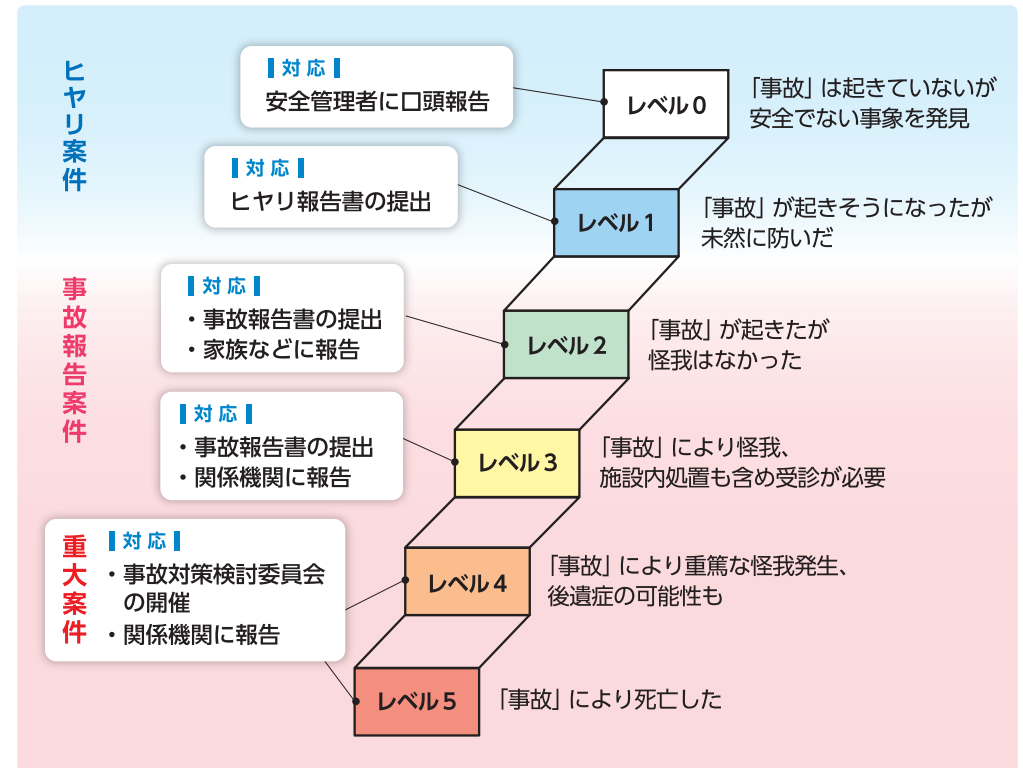 ヒヤリ案件
対応
安全管理者に口頭報告
レベル0
「事故」は起きていないが
安全でない事象を発見
対応
ヒヤリ報告書の提出
レベル1
「事故」が起きそうになったが
未然に防いだ
事故報告案件
対応
・事故報告書の提出
・家族などに報告
レベル2
「事故」が起きたが
怪我はなかった
対応
・事故報告書の提出
・関係機関に報告
レベル3
「事故」により怪我、
施設内処置も含め受診が必要
重大案件
対応
・事故対策検討委員会
の開催
・関係機関に報告
レベル4
「事故」により重篤な怪我発生、
後遺症の可能性も
レベル5
「事故」により死亡した